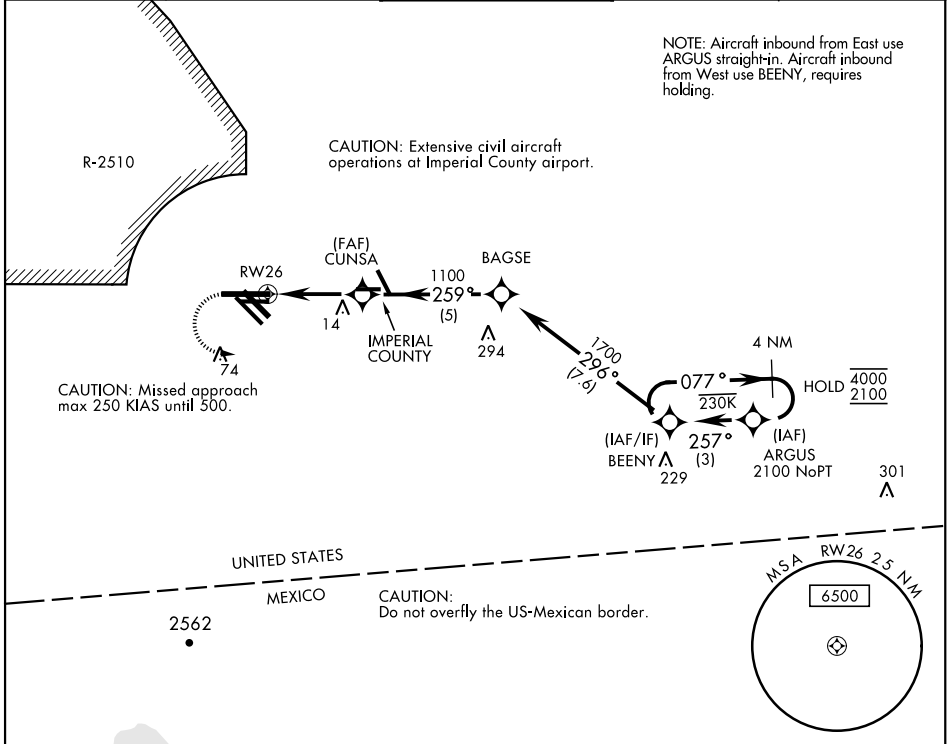 NOTE: Aircraft inbound from East use
ARGUS straight-in. Aircraft inbound
from West use BEENY, requires
holding.
CAUTION: Extensive civil aircraft
operations at Imperial County airport.
R-2510
(FAF)
CUNSA
BAGSE
RW26
1100
259°
(5)
14
IMPERIAL
COUNTY
294
74
CAUTION: Missed approach
max 250 KIAS until 500.
1700
296°
(7.6)
4 NM
077°
230K
HOLD 4000
2100
(IAF/IF)
BEENY
229
257°
(3)
(IAF)
ARGUS
2100 NoPT
301
UNITED STATES
MEXICO
CAUTION:
Do not overfly the US-Mexican border.
2562
MSA RW26 25 NM
6500